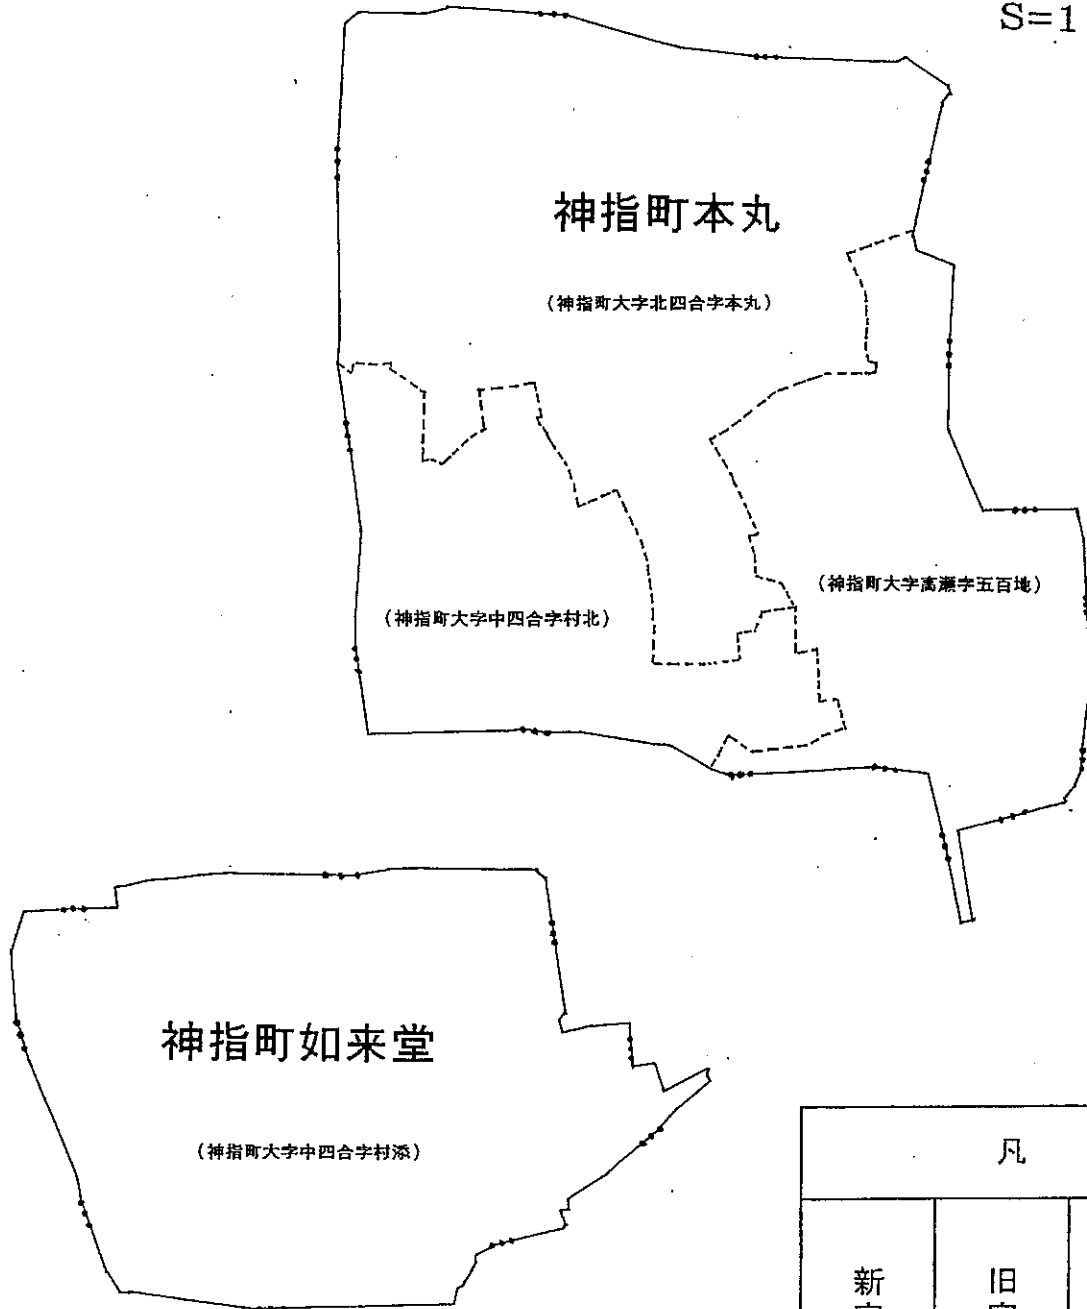 S=1
神指町本丸
(神指町大字北四合字本丸)
(神指町大字高瀬字五百地)
(神指町大字中四合字村北)
神指町如来堂
(神指町大字中四合字村添)
凡
新
旧